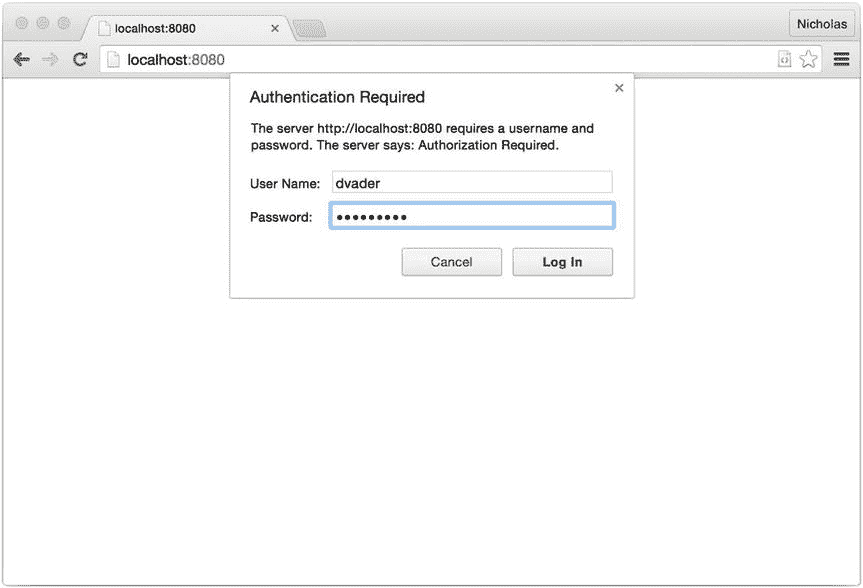 localhost:8080
Nicholas
localhost:8080
Authentication Required
The server http://localhost:8080 requires a username and
password. The server says: Authorization Required.
User Name: dvader
Password: •••••••••
Cancel Log In